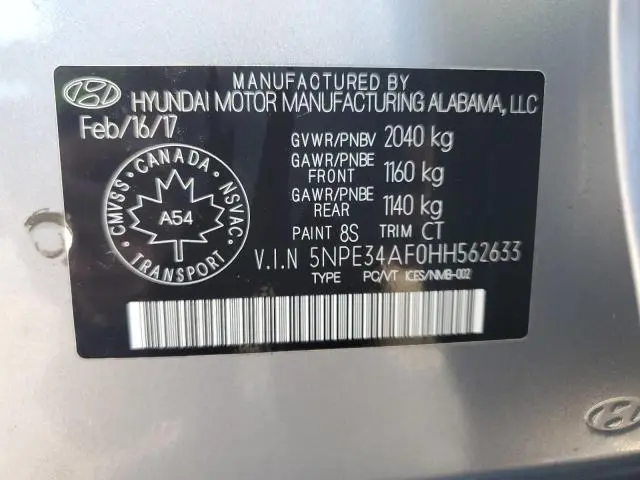 MANUFACTURED BY
HYUNDAI MOTOR MANUFACTURING ALABAMA, LLC
Feb/16/17
GVWR/PNBV 2040 kg
GAWR/PNBE FRONT 1160 kg
GAWR/PNBE REAR 1140 kg
PAINT 8S TRIM CT
CANADA
CMVSS
NSVAC
A54
TRANSPORT
V.I.N 5NPE34AF0HH562633
TYPE PC/VT ICES/NMB-002